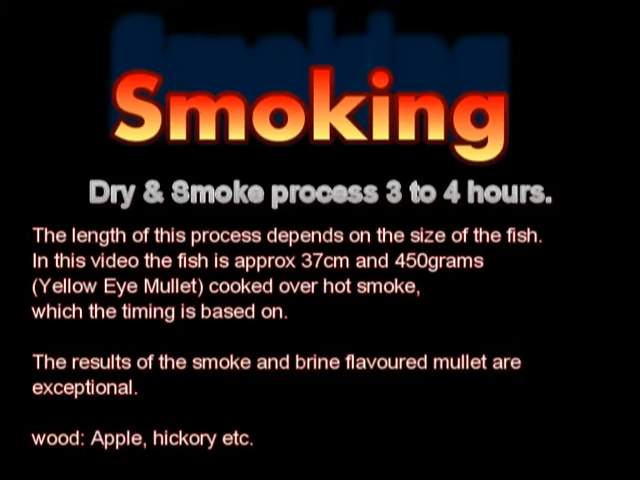 Smoking
Dry & Smoke process 3 to 4 hours.
The length of this process depends on the size of the fish.
In this video the fish is approx 37cm and 450grams
(Yellow Eye Mullet) cooked over hot smoke,
which the timing is based on.
The results of the smoke and brine flavoured mullet are
exceptional.
wood: Apple, hickory etc.